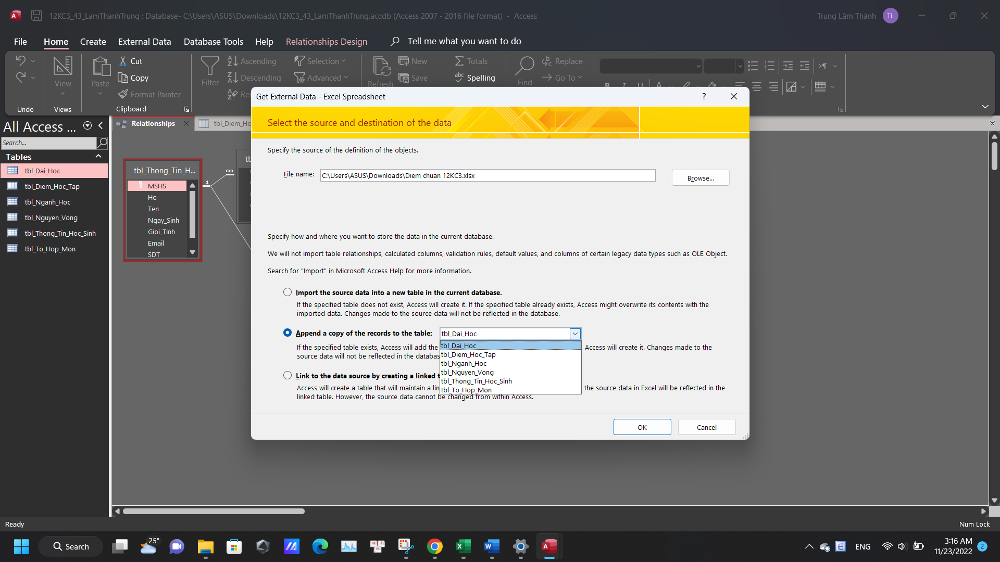 12KC3_43_LamThanhTrung : Database- C:\Users\ASUS\Downloads\12KC3_43_LamThanhTrung.accdb (Access 2007 - 2016 file format) - Access
Trung Lâm Thành
TL
File
Home
Create
External Data
Database Tools
Help
Relationships Design
Tell me what you want to do
Undo
View
Views
Paste
Cut
Copy
Format Painter
Clipboard
Filter
Ascending
Descending
Selection
Advanced
Refresh
New
Save
Totals
Spelling
Find
Replace
Go To
All Access ...
Search...
Tables
tbl_Dai_Hoc
tbl_Diem_Hoc_Tap
tbl_Nganh_Hoc
tbl_Nguyen_Vong
tbl_Thong_Tin_Hoc_Sinh
tbl_To_Hop_Mon
Relationships
tbl_Diem_Ho
tbl_Thong_Tin_H...
MSHS
Ho
Ten
Ngay_Sinh
Gioi_Tinh
Email
SDT
1
∞
Get External Data - Excel Spreadsheet
?
Select the source and destination of the data
Specify the source of the definition of the objects.
File name:
C:\Users\ASUS\Downloads\Diem chuan 12KC3.xlsx
Browse...
Specify how and where you want to store the data in the current database.
We will not import table relationships, calculated columns, validation rules, default values, and columns of certain legacy data types such as OLE Object.
Search for "Import" in Microsoft Access Help for more information.
Import the source data into a new table in the current database.
If the specified table does not exist, Access will create it. If the specified table already exists, Access might overwrite its contents with the
imported data. Changes made to the source data will not be reflected in the database.
Append a copy of the records to the table:
tbl_Dai_Hoc
If the specified table exists, Access will add the
, Access will create it. Changes made to the
source data will not be reflected in the databas
tbl_Dai_Hoc
tbl_Diem_Hoc_Tap
tbl_Nganh_Hoc
tbl_Nguyen_Vong
tbl_Thong_Tin_Hoc_Sinh
tbl_To_Hop_Mon
Link to the data source by creating a linked t
Access will create a table that will maintain a lin
the source data in Excel will be reflected in the
linked table. However, the source data cannot be changed from within Access.
OK
Cancel
Ready
Num Lock
Search
25°
ENG
3:16 AM
11/23/2022
2